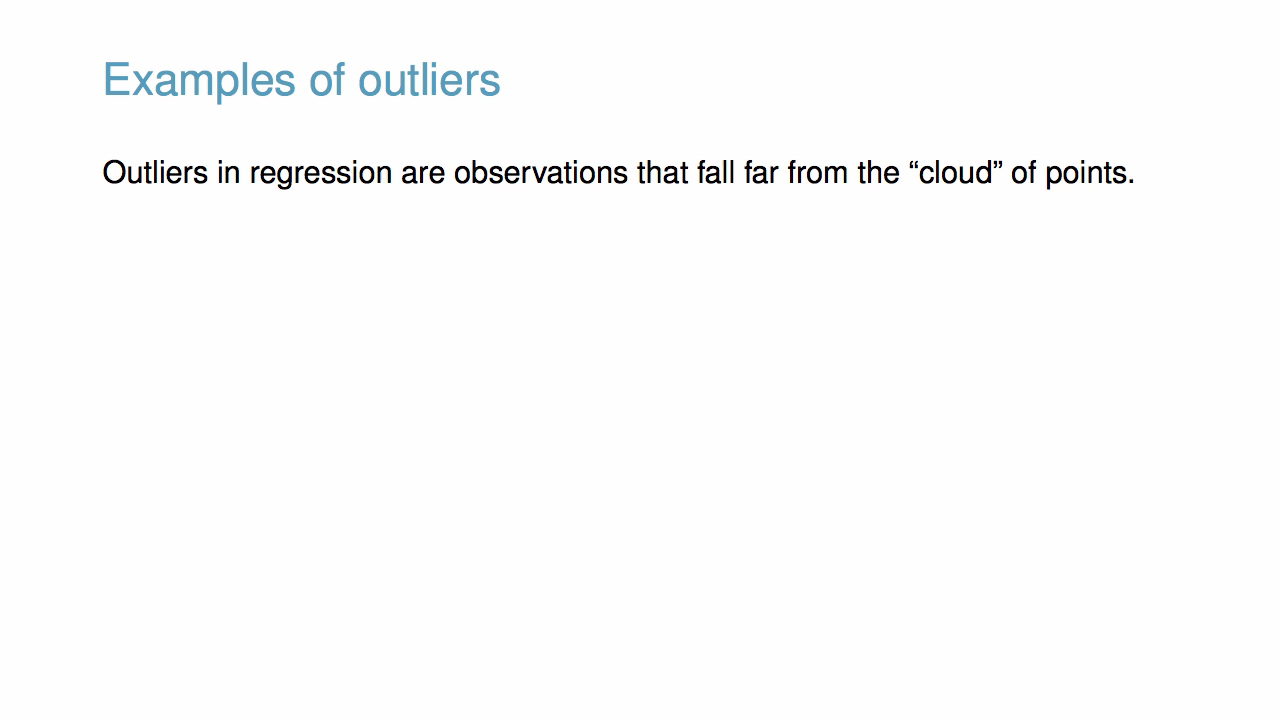 Examples of outliers
Outliers in regression are observations that fall far from the “cloud” of points.